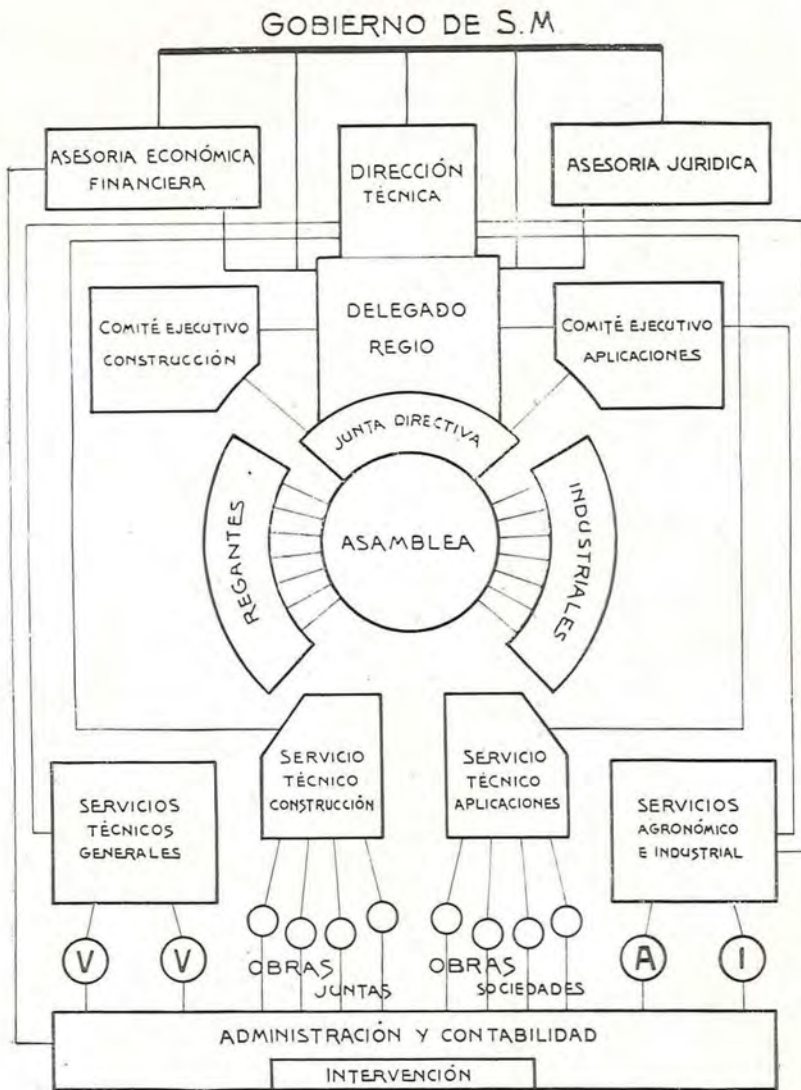 GOBIERNO DE S.M.
ASESORIA ECONÓMICA
FINANCIERA
DIRECCIÓN
TÉCNICA
ASESORIA JURIDICA
COMITÉ EJECUTIVO
CONSTRUCCIÓN
DELEGADO
REGIO
COMITÉ EJECUTIVO
APLICACIONES
JUNTA DIRECTIVA
REGANTES
ASAMBLEA
INDUSTRIALES
SERVICIOS
TÉCNICOS
GENERALES
SERVICIO
TÉCNICO
CONSTRUCCIÓN
SERVICIO
TÉCNICO
APLICACIONES
SERVICIOS
AGRONÓMICO
E INDUSTRIAL
V
V
OBRAS
JUNTAS
OBRAS
SOCIEDADES
A
I
ADMINISTRACIÓN Y CONTABILIDAD
INTERVENCIÓN